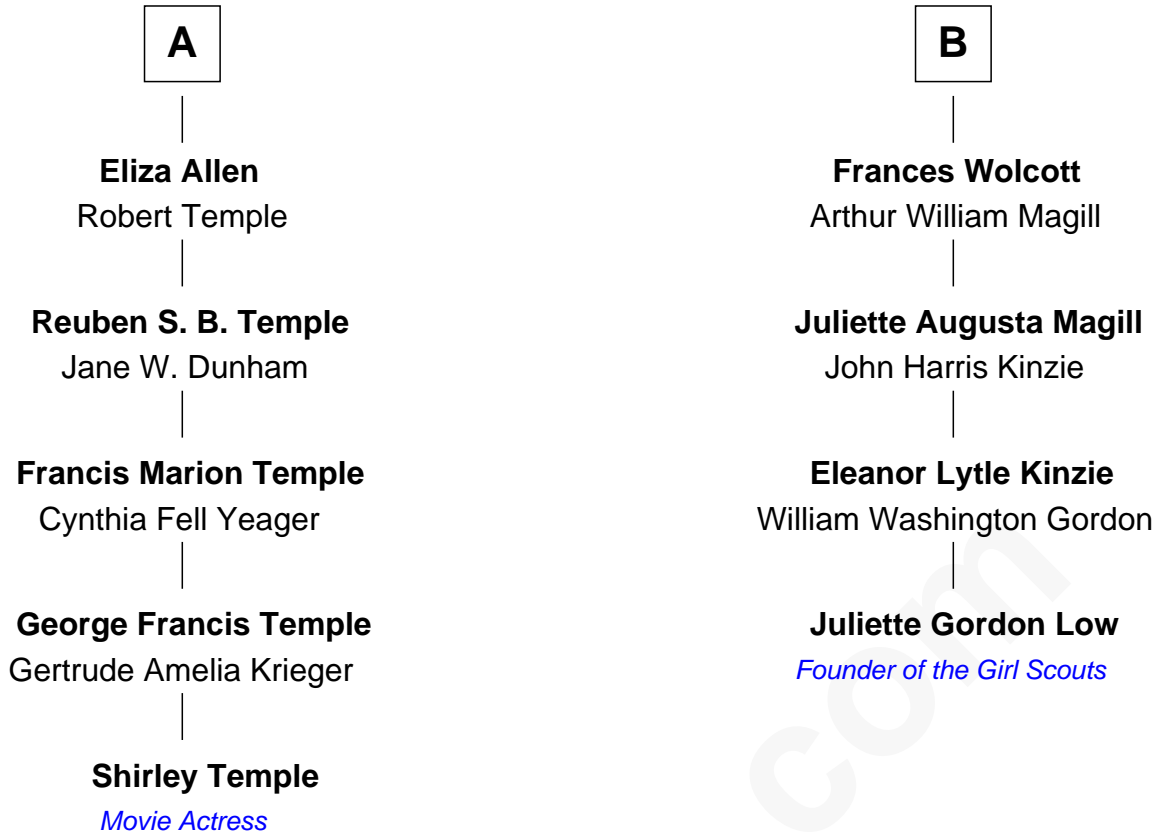 A
Eliza Allen
Robert Temple
Reuben S. B. Temple
Jane W. Dunham
Francis Marion Temple
Cynthia Fell Yeager
George Francis Temple
Gertrude Amelia Krieger
Shirley Temple
Movie Actress
B
Frances Wolcott
Arthur William Magill
Juliette Augusta Magill
John Harris Kinzie
Eleanor Lytle Kinzie
William Washington Gordon
Juliette Gordon Low
Founder of the Girl Scouts
com